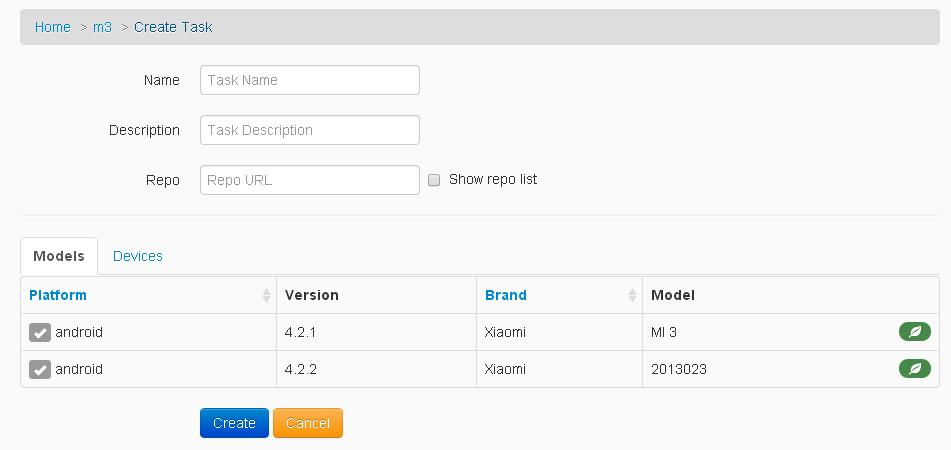 Home > m3 > Create Task
Name Task Name
Description Task Description
Repo Repo URL Show repo list
Models Devices
Platform Version Brand Model
android 4.2.1 Xiaomi MI 3
android 4.2.2 Xiaomi 2013023
Create Cancel